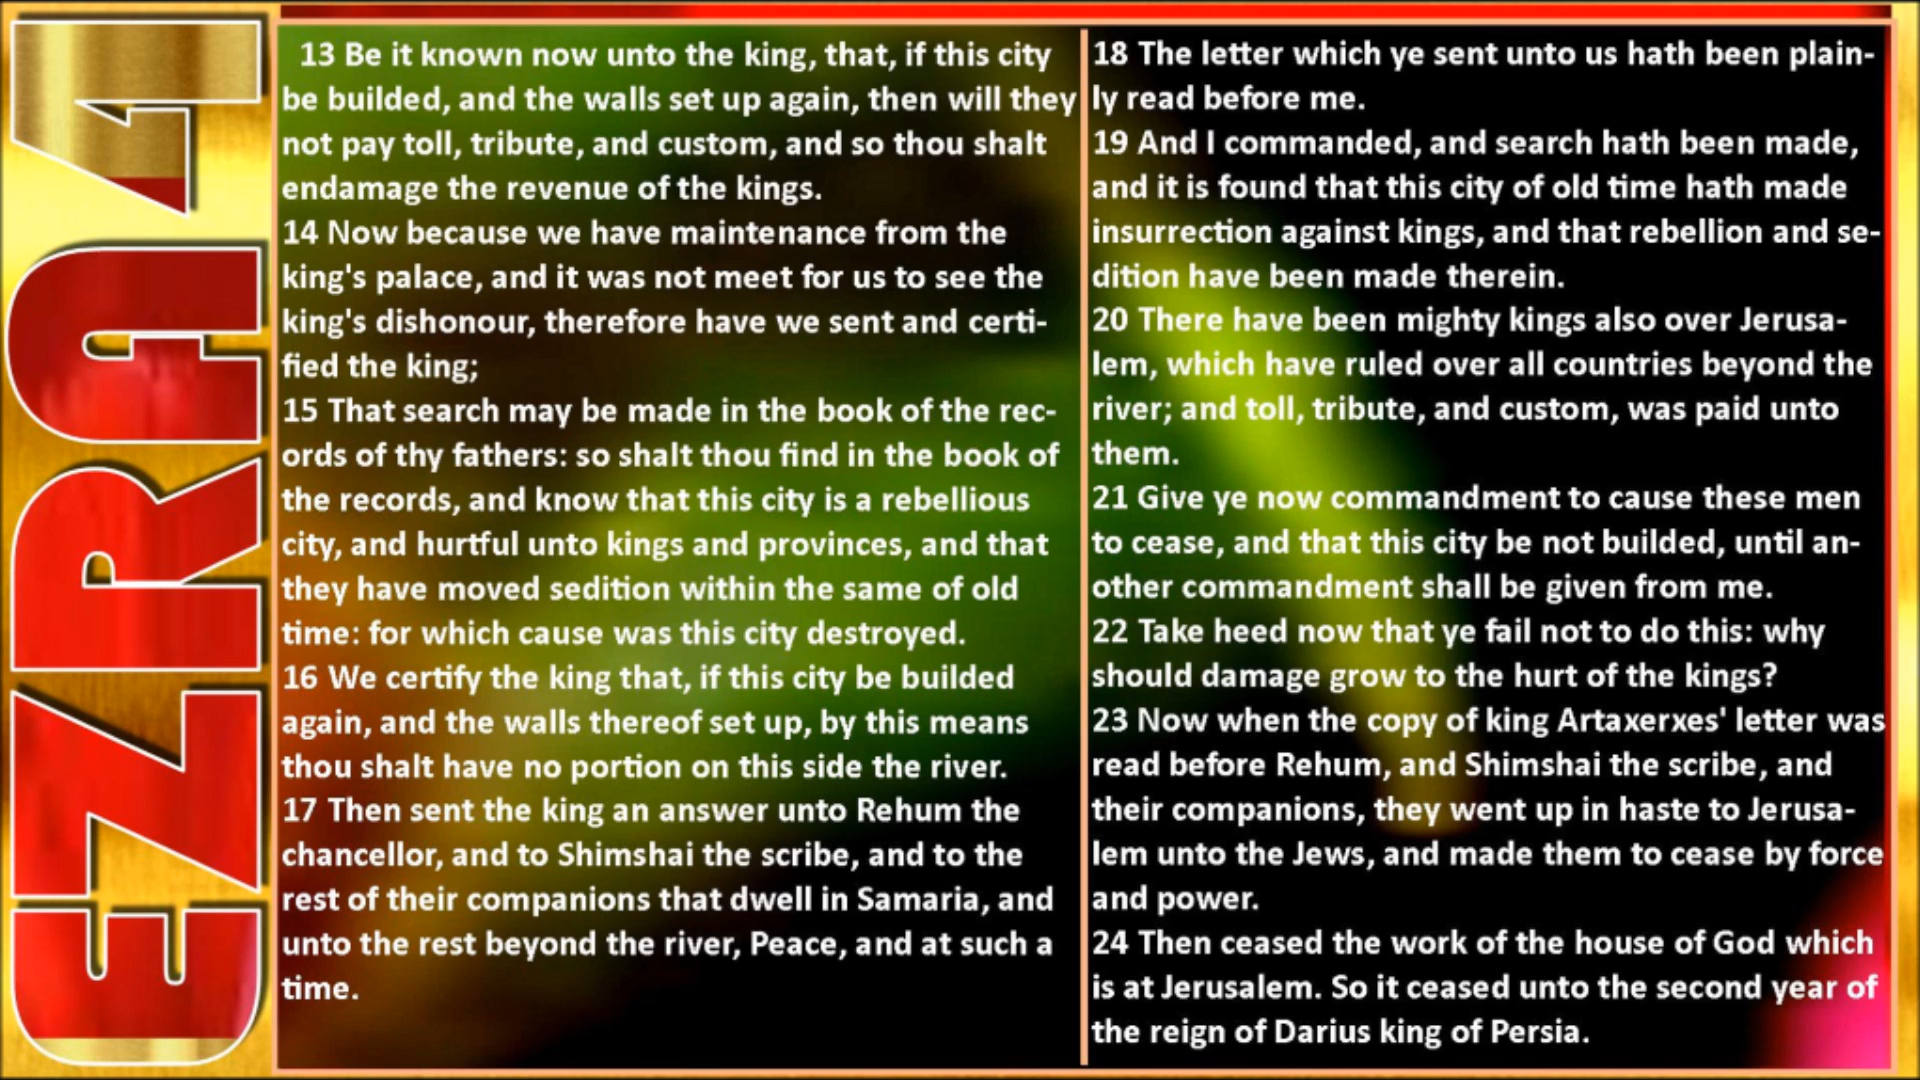 EZRA 4
13 Be it known now unto the king, that, if this city
be builded, and the walls set up again, then will they
not pay toll, tribute, and custom, and so thou shalt
endamage the revenue of the kings.
14 Now because we have maintenance from the
king's palace, and it was not meet for us to see the
king's dishonour, therefore have we sent and certi-
fied the king;
15 That search may be made in the book of the rec-
ords of thy fathers: so shalt thou find in the book of
the records, and know that this city is a rebellious
city, and hurtful unto kings and provinces, and that
they have moved sedition within the same of old
time: for which cause was this city destroyed.
16 We certify the king that, if this city be builded
again, and the walls thereof set up, by this means
thou shalt have no portion on this side the river.
17 Then sent the king an answer unto Rehum the
chancellor, and to Shimshai the scribe, and to the
rest of their companions that dwell in Samaria, and
unto the rest beyond the river, Peace, and at such a
time.
18 The letter which ye sent unto us hath been plain-
ly read before me.
19 And I commanded, and search hath been made,
and it is found that this city of old time hath made
insurrection against kings, and that rebellion and se-
dition have been made therein.
20 There have been mighty kings also over Jerusa-
lem, which have ruled over all countries beyond the
river; and toll, tribute, and custom, was paid unto
them.
21 Give ye now commandment to cause these men
to cease, and that this city be not builded, until an-
other commandment shall be given from me.
22 Take heed now that ye fail not to do this: why
should damage grow to the hurt of the kings?
23 Now when the copy of king Artaxerxes' letter was
read before Rehum, and Shimshai the scribe, and
their companions, they went up in haste to Jerusa-
lem unto the Jews, and made them to cease by force
and power.
24 Then ceased the work of the house of God which
is at Jerusalem. So it ceased unto the second year of
the reign of Darius king of Persia.